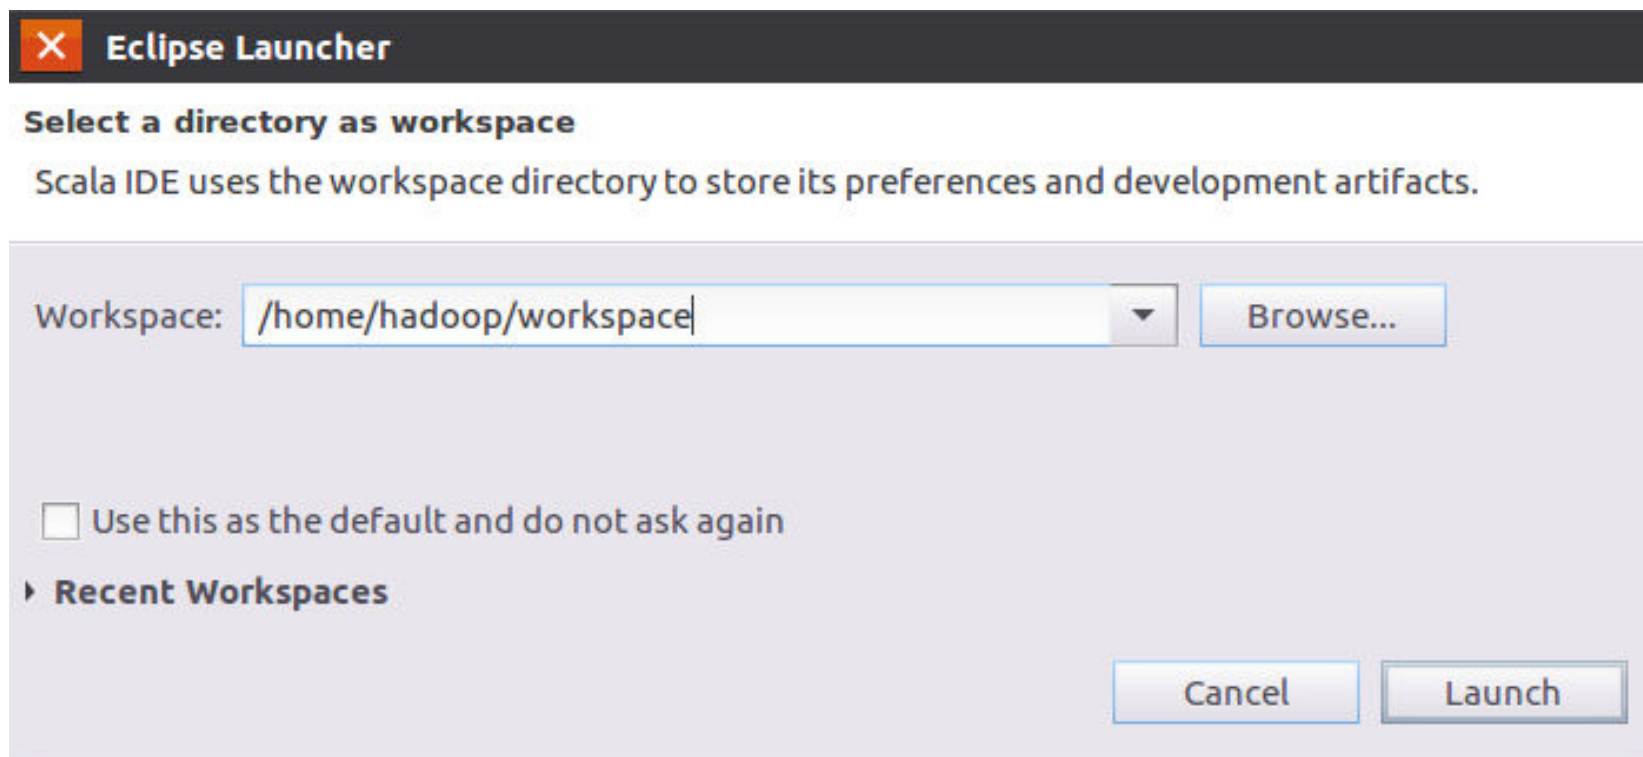 Eclipse Launcher
Select a directory as workspace
Scala IDE uses the workspace directory to store its preferences and development artifacts.
Workspace: /home/hadoop/workspace Browse...
Use this as the default and do not ask again
Recent Workspaces
Cancel Launch